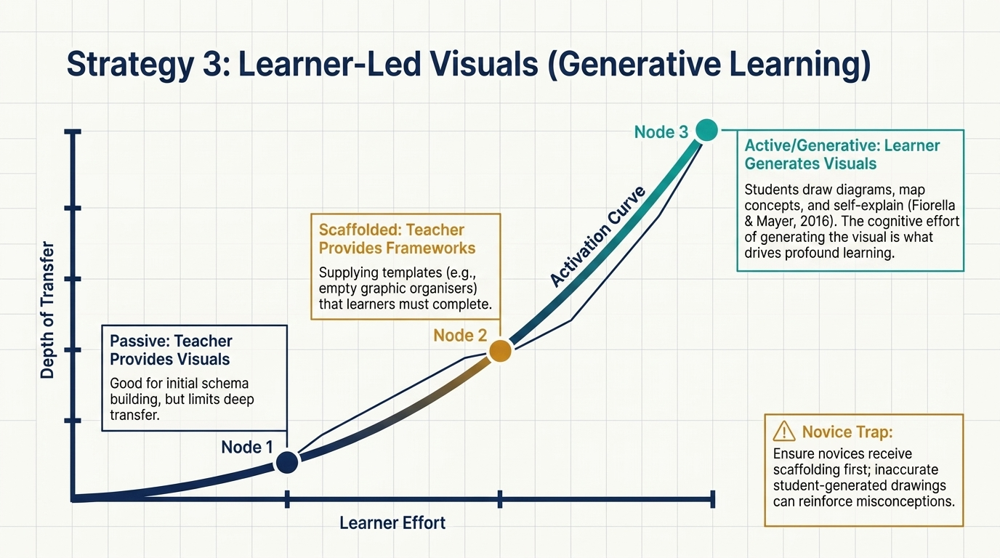 Strategy 3: Learner-Led Visuals (Generative Learning)
Depth of Transfer
Passive: Teacher
Provides Visuals
Good for initial schema
building, but limits deep
transfer.
Node 1
Scaffolded: Teacher
Provides Frameworks
Supplying templates (e.g.,
empty graphic organisers)
that learners must complete.
Node 2
Activation Curve
Node 3
Active/Generative: Learner
Generates Visuals
Students draw diagrams, map
concepts, and self-explain (Fiorella
& Mayer, 2016). The cognitive effort
of generating the visual is what
drives profound learning.
Novice Trap:
Ensure novices receive
scaffolding first; inaccurate
student-generated drawings
can reinforce misconceptions.
Learner Effort